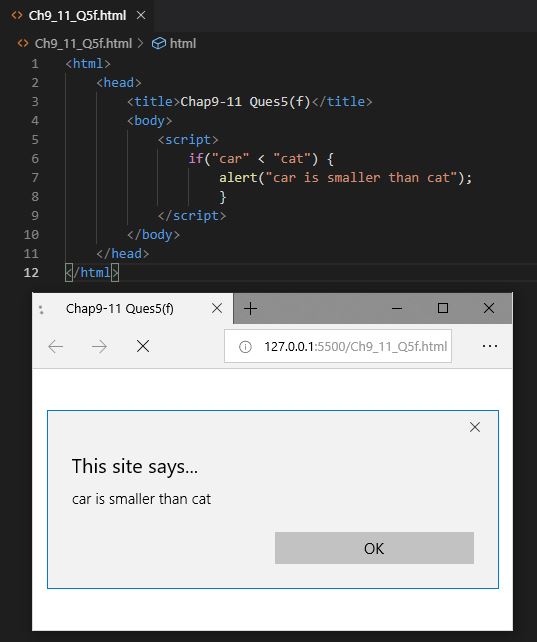 Ch9_11_Q5f.html
Ch9_11_Q5f.html > html
1 <html>
2 <head>
3 <title>Chap9-11 Ques5(f)</title>
4 <body>
5 <script>
6 if("car" < "cat") {
7 alert("car is smaller than cat");
8 }
9 </script>
10 </body>
11 </head>
12 </html>
Chap9-11 Ques5(f)
127.0.0.1:5500/Ch9_11_Q5f.html
This site says...
car is smaller than cat
OK